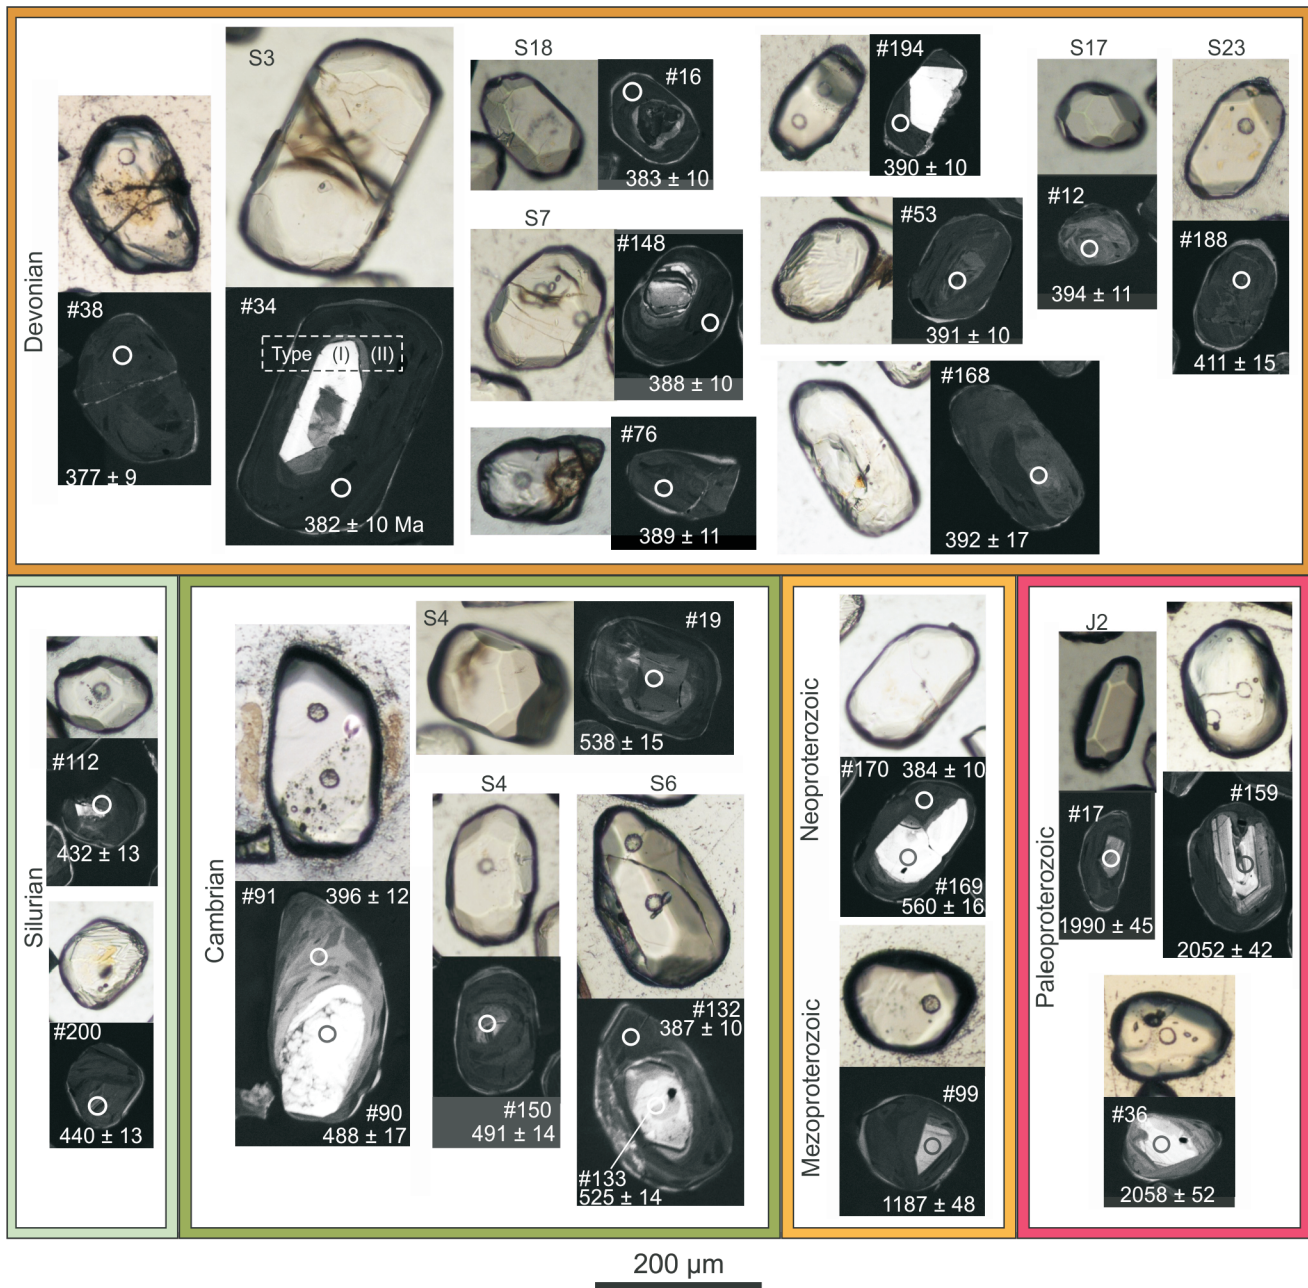 Devonian
#38
377 ± 9
S3
#34
Type (I) (II)
382 ± 10 Ma
S18
#16
383 ± 10
S7
#148
388 ± 10
#76
389 ± 11
#194
390 ± 10
#53
391 ± 10
#168
392 ± 17
S17
#12
394 ± 11
S23
#188
411 ± 15
Silurian
#112
432 ± 13
#200
440 ± 13
Cambrian
#91
396 ± 12
#90
488 ± 17
S4
#19
538 ± 15
S4
#150
491 ± 14
S6
#132
387 ± 10
#133
525 ± 14
Neoproterozoic
#170 384 ± 10
#169
560 ± 16
Mezoproterozoic
#99
1187 ± 48
Paleoproterozoic
J2
#17
1990 ± 45
#159
2052 ± 42
#36
2058 ± 52
200 µm